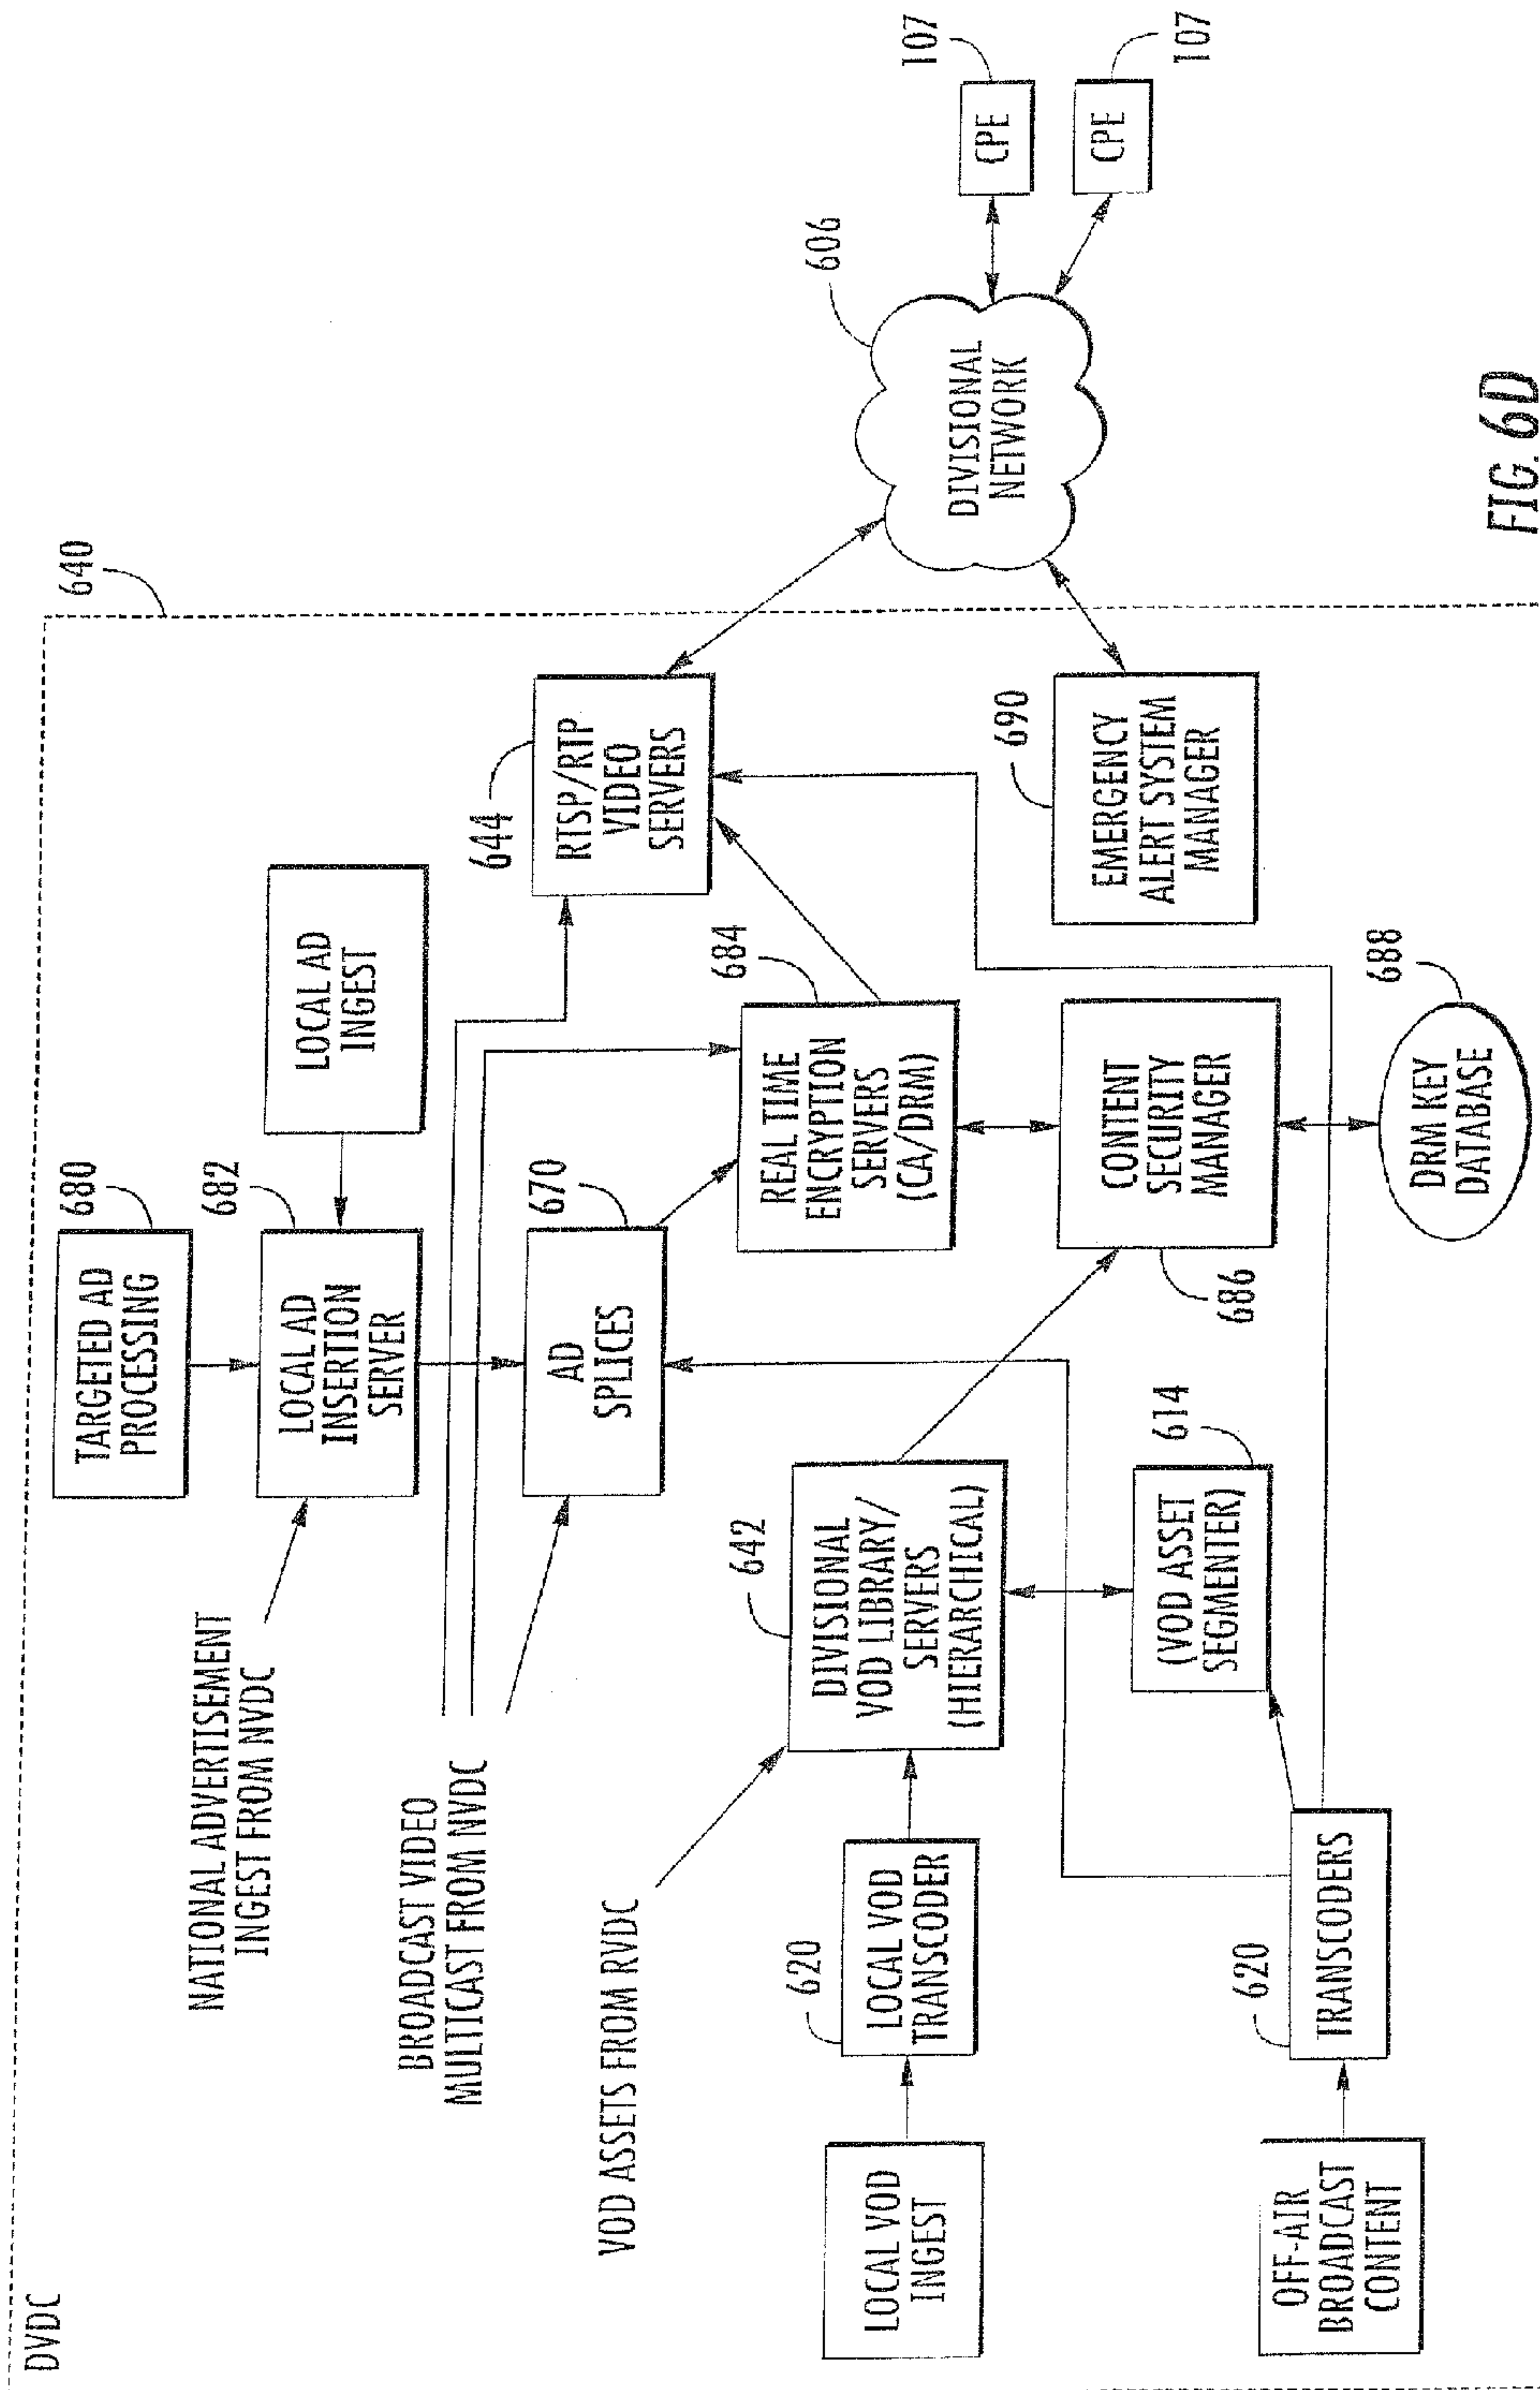 DVDC
640
NATIONAL ADVERTISEMENT
INGEST FROM NVDC
TARGETED AD
PROCESSING
680
LOCAL AD
INSERTION
SERVER
682
LOCAL AD
INGEST
BROADCAST VIDEO
MULTICAST FROM NVDC
AD
SPLICES
670
644
RTSP/RTP
VIDEO
SERVERS
VOD ASSETS FROM RVDC
642
DIVISIONAL
VOD LIBRARY/
SERVERS
(HIERARCHICAL)
REAL TIME
ENCRYPTION
SERVERS
(CA/DRM)
684
606
DIVISIONAL
NETWORK
CPE
107
CPE
107
LOCAL VOD
INGEST
620
LOCAL VOD
TRANSCODER
(VOD ASSET
SEGMENTER)
614
CONTENT
SECURITY
MANAGER
686
690
EMERGENCY
ALERT SYSTEM
MANAGER
OFF-AIR
BROADCAST
CONTENT
620
TRANSCODERS
DRM KEY
DATABASE
688
FIG. 6D